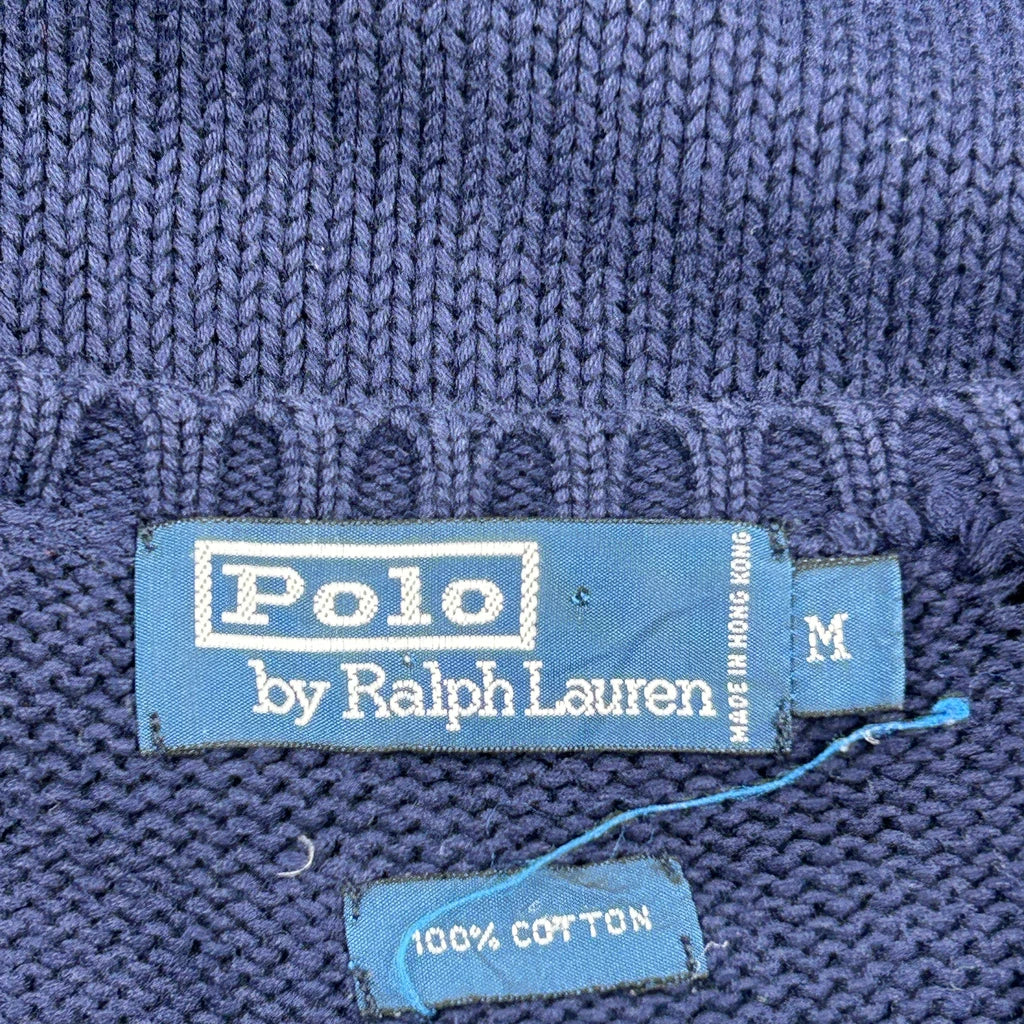 Polo
by Ralph Lauren
MADE IN HONG KONG
M
100% COTTON